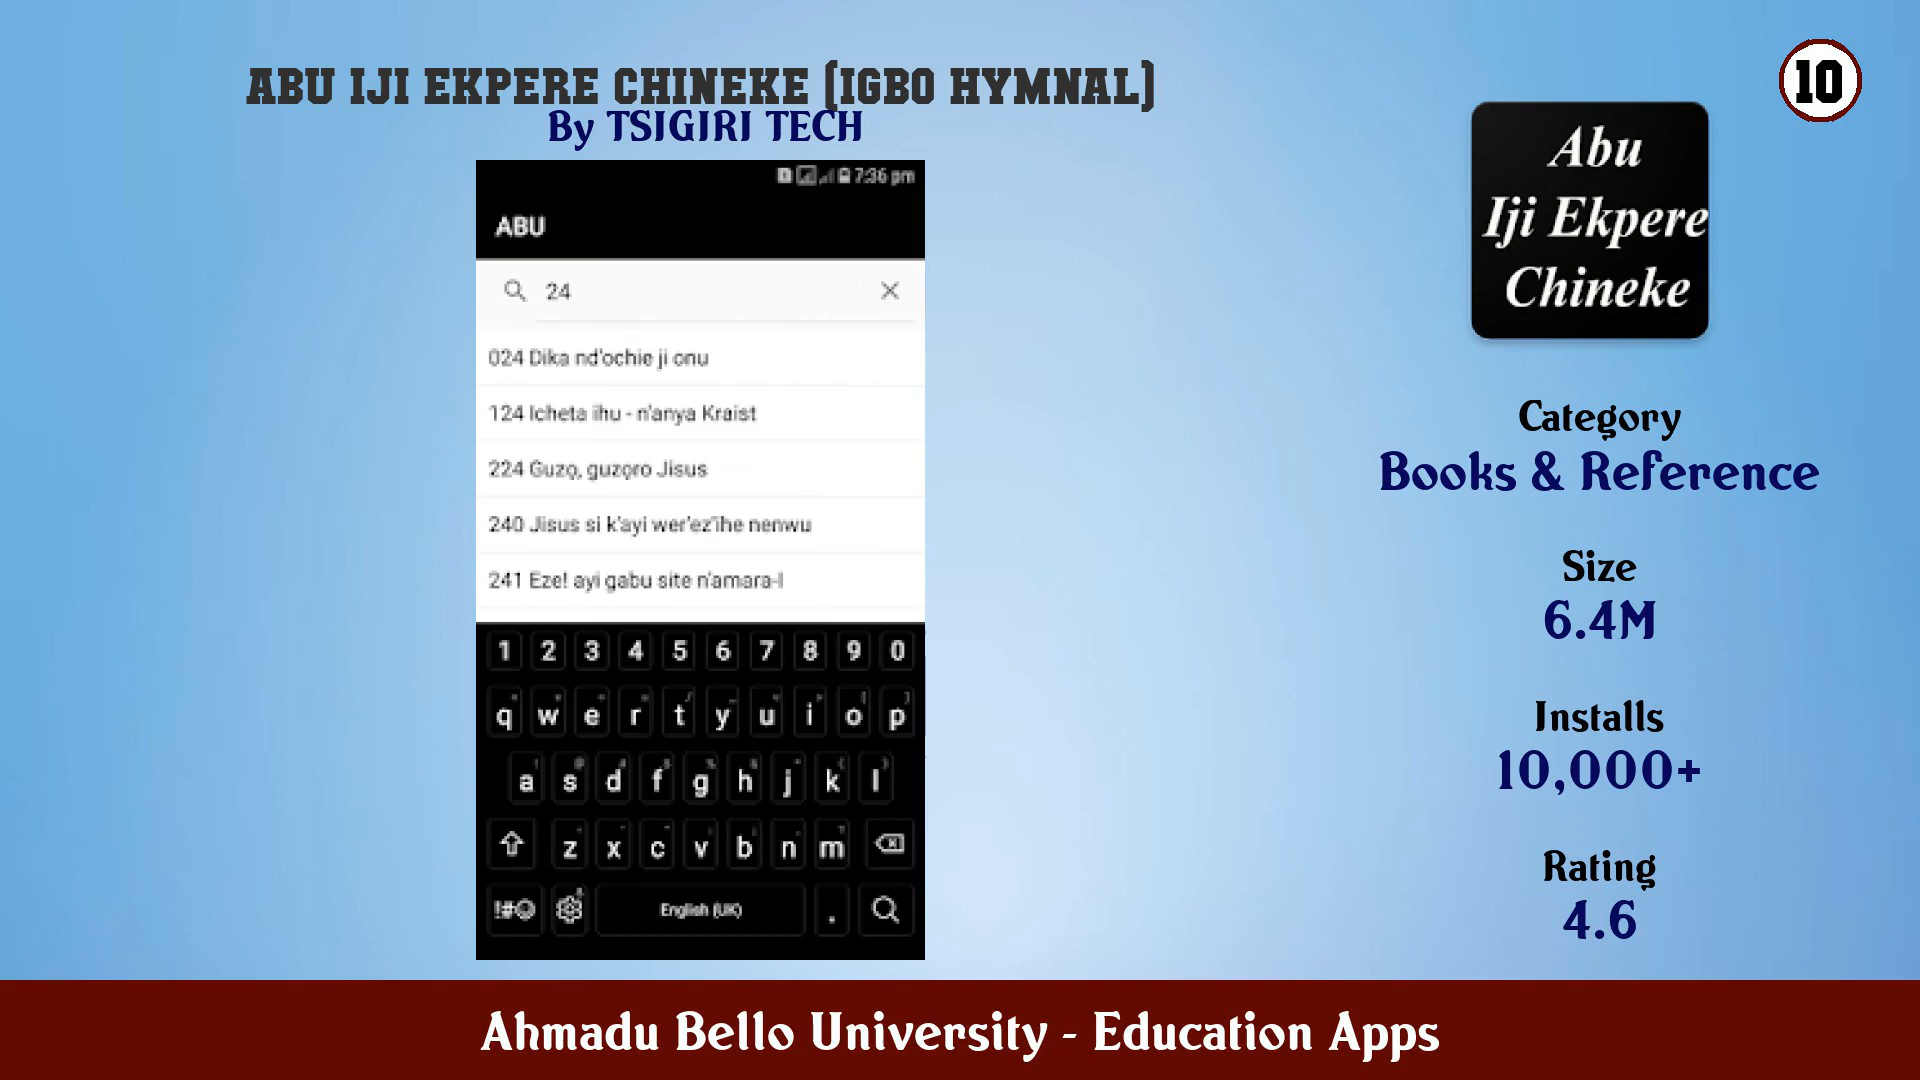 ABU IJI EKPERE CHINEKE (IGBO HYMNAL)
By TSIGIRI TECH
10
7:36 pm
ABU
24
024 Dika nd'ochie ji onu
124 Icheta ihu - n'anya Kraist
224 Guzọ, guzọro Jisus
240 Jisus si k'ayi wer'ez'ihe nenwu
241 Eze! ayi gabu site n'amara-I
1 2 3 4 5 6 7 8 9 0
q w e r t y u i o p
a s d f g h j k l
z x c v b n m
!#☺ English (UK) .
Abu
Iji Ekpere
Chineke
Category
Books & Reference
Size
6.4M
Installs
10,000+
Rating
4.6
Ahmadu Bello University - Education Apps